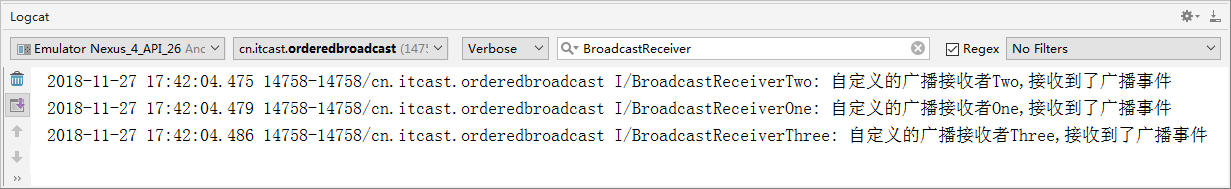 Logcat
Emulator Nexus_4_API_26 And cn.itcast.orderedbroadcast (1475 Verbose BroadcastReceiver Regex No Filters
2018-11-27 17:42:04.475 14758-14758/cn.itcast.orderedbroadcast I/BroadcastReceiverTwo: 自定义的广播接收者Two,接收到了广播事件
2018-11-27 17:42:04.479 14758-14758/cn.itcast.orderedbroadcast I/BroadcastReceiverOne: 自定义的广播接收者One,接收到了广播事件
2018-11-27 17:42:04.486 14758-14758/cn.itcast.orderedbroadcast I/BroadcastReceiverThree: 自定义的广播接收者Three,接收到了广播事件